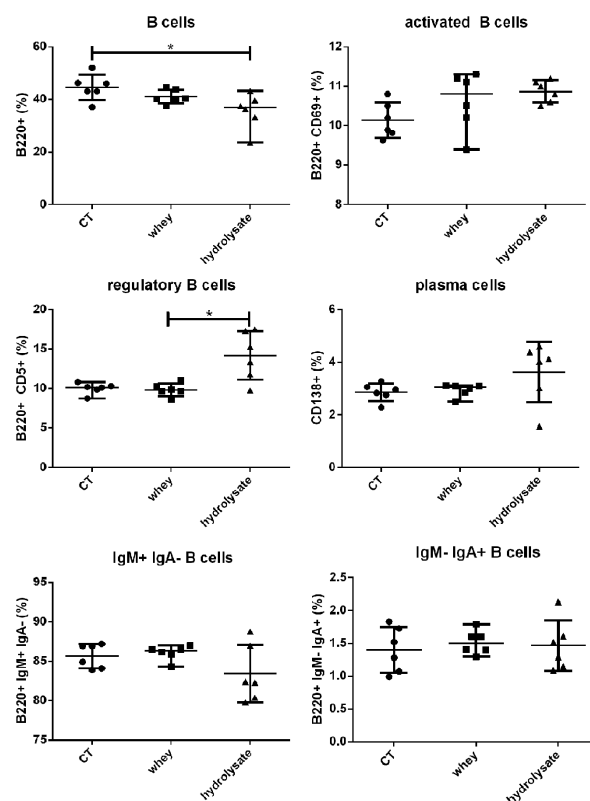 B cells
*
B220+ (%)
60
40
20
0
CT
whey
hydrolysate
activated B cells
B220+ CD69+ (%)
12
11
10
9
8
CT
whey
hydrolysate
regulatory B cells
*
B220+ CD5+ (%)
20
15
10
5
0
CT
whey
hydrolysate
plasma cells
CD138+ (%)
6
4
2
0
CT
whey
hydrolysate
IgM+ IgA- B cells
B220+ IgM+ IgA- (%)
95
90
85
80
75
CT
whey
hydrolysate
IgM- IgA+ B cells
B220+ IgM- IgA+ (%)
2.5
2.0
1.5
1.0
0.5
0.0
CT
whey
hydrolysate